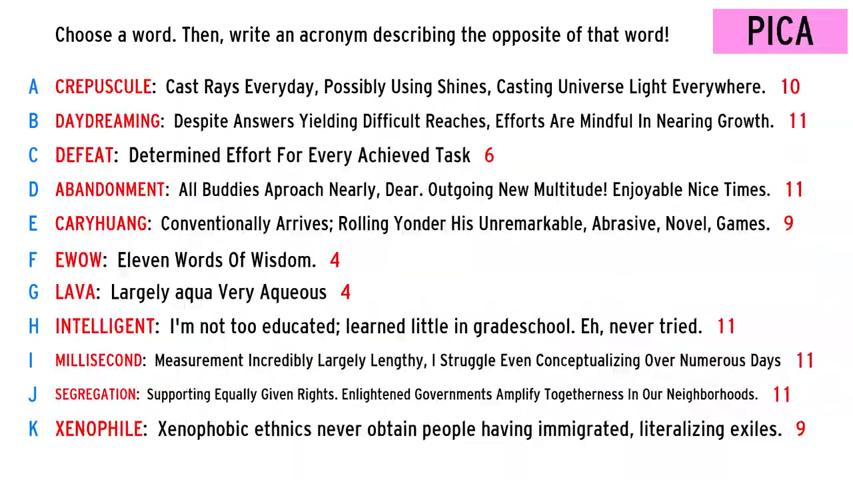 Choose a word. Then, write an acronym describing the opposite of that word!
PICA
A CREPUSCULE: Cast Rays Everyday, Possibly Using Shines, Casting Universe Light Everywhere. 10
B DAYDREAMING: Despite Answers Yielding Difficult Reaches, Efforts Are Mindful In Nearing Growth. 11
C DEFEAT: Determined Effort For Every Achieved Task 6
D ABANDONMENT: All Buddies Aproach Nearly, Dear. Outgoing New Multitude! Enjoyable Nice Times. 11
E CARYHUANG: Conventionally Arrives; Rolling Yonder His Unremarkable, Abrasive, Novel, Games. 9
F EWOW: Eleven Words Of Wisdom. 4
G LAVA: Largely aqua Very Aqueous 4
H INTELLIGENT: I'm not too educated; learned little in gradeschool. Eh, never tried. 11
I MILLISECOND: Measurement Incredibly Largely Lengthy, I Struggle Even Conceptualizing Over Numerous Days 11
J SEGREGATION: Supporting Equally Given Rights. Enlightened Governments Amplify Togetherness In Our Neighborhoods. 11
K XENOPHILE: Xenophobic ethnics never obtain people having immigrated, literalizing exiles. 9